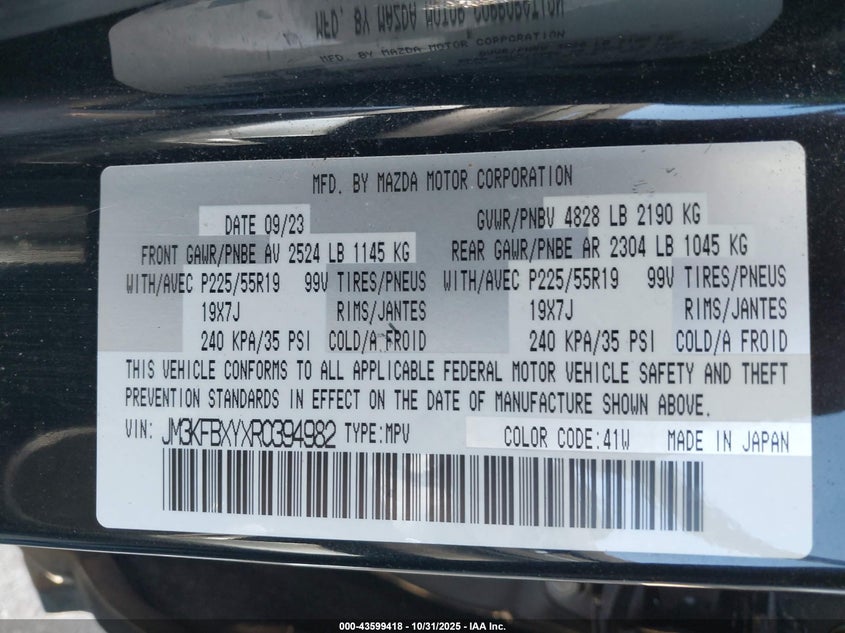 MFD. BY MAZDA MOTOR CORPORATION
MFD. BY MAZDA MOTOR CORPORATION
DATE 09/23 GVWR/PNBV 4828 LB 2190 KG
FRONT GAWR/PNBE AV 2524 LB 1145 KG REAR GAWR/PNBE AR 2304 LB 1045 KG
WITH/AVEC P225/55R19 99V TIRES/PNEUS WITH/AVEC P225/55R19 99V TIRES/PNEUS
19X7J RIMS/JANTES 19X7J RIMS/JANTES
240 KPA/35 PSI COLD/A FROID 240 KPA/35 PSI COLD/A FROID
THIS VEHICLE CONFORMS TO ALL APPLICABLE FEDERAL MOTOR VEHICLE SAFETY AND THEFT
PREVENTION STANDARDS IN EFFECT ON THE DATE OF MANUFACTURE SHOWN ABOVE.
VIN: JM3KFBXYXR0394982 TYPE:MPV COLOR CODE:41W MADE IN JAPAN
000-43599418 - 10/31/2025 - IAA Inc.